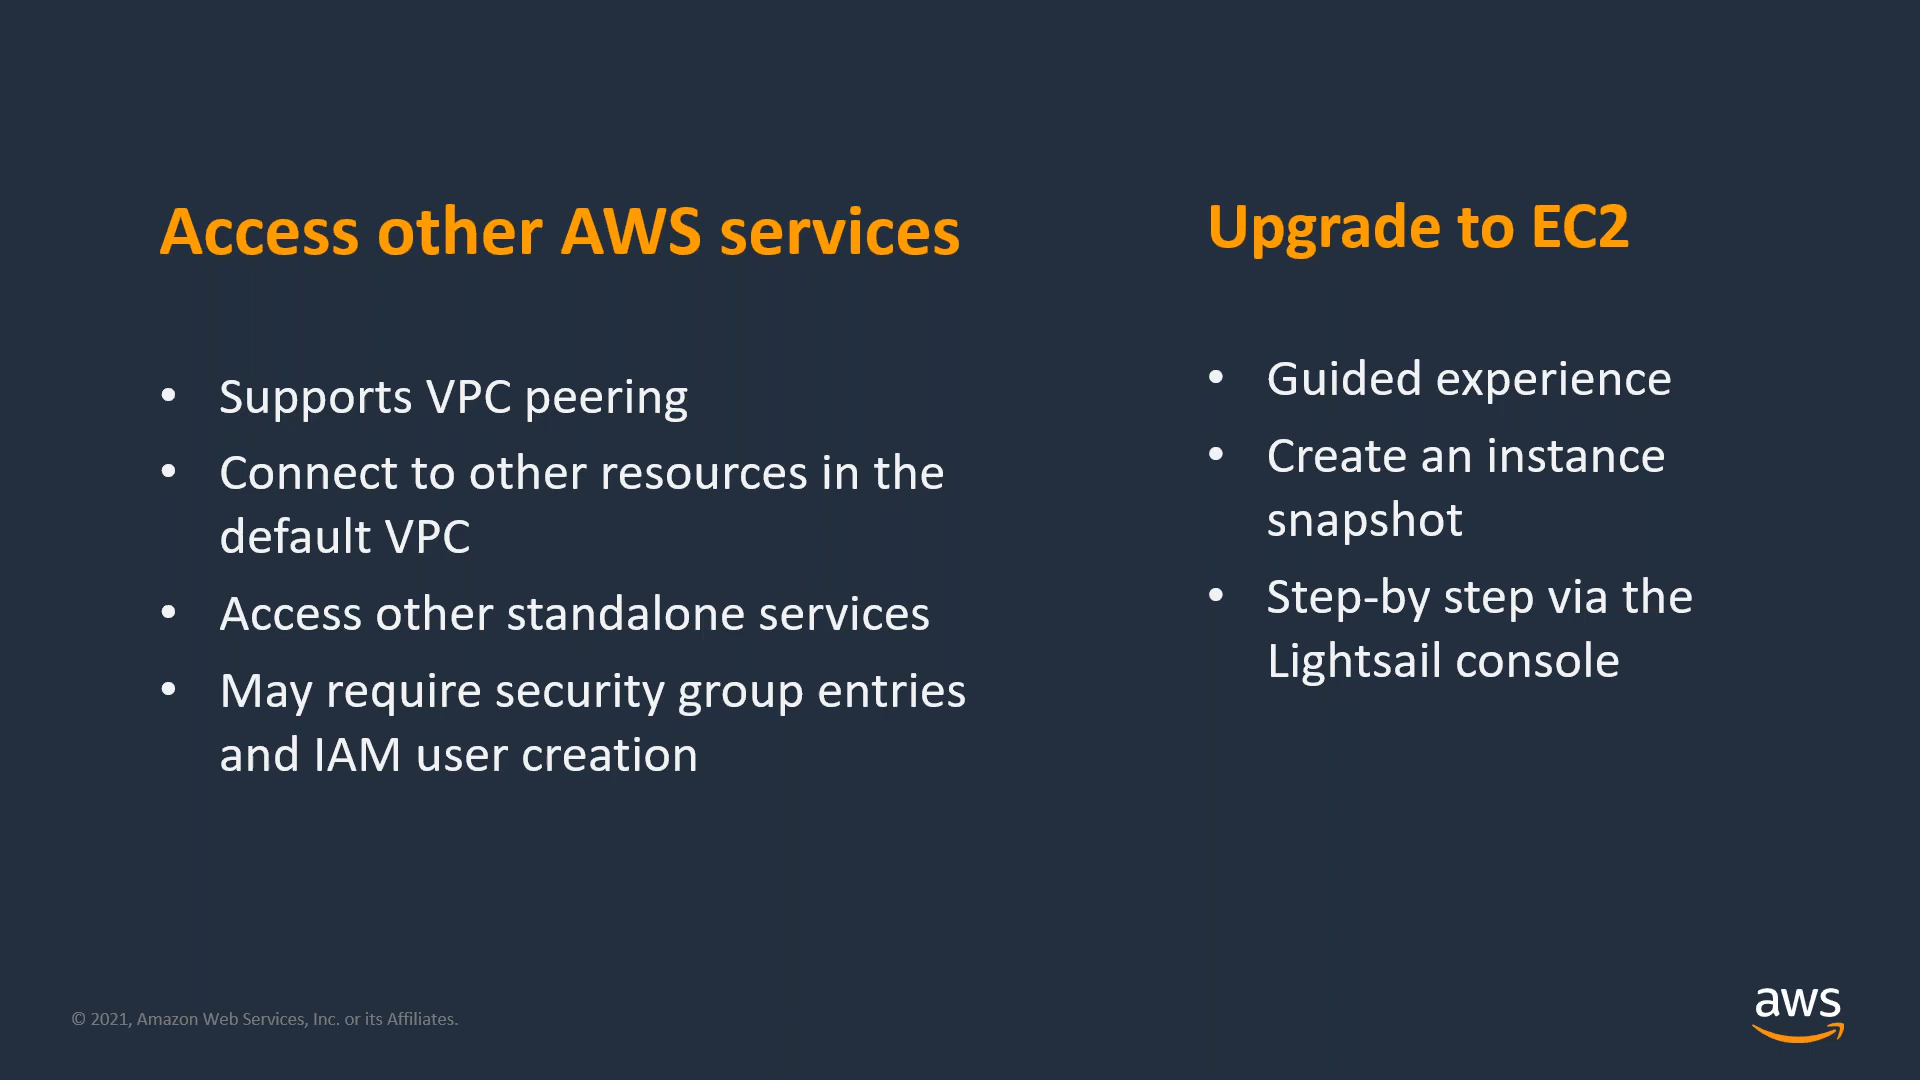 Access other AWS services
• Supports VPC peering
• Connect to other resources in the
default VPC
• Access other standalone services
• May require security group entries
and IAM user creation
Upgrade to EC2
• Guided experience
• Create an instance
snapshot
• Step-by step via the
Lightsail console
© 2021, Amazon Web Services, Inc. or its Affiliates.
aws